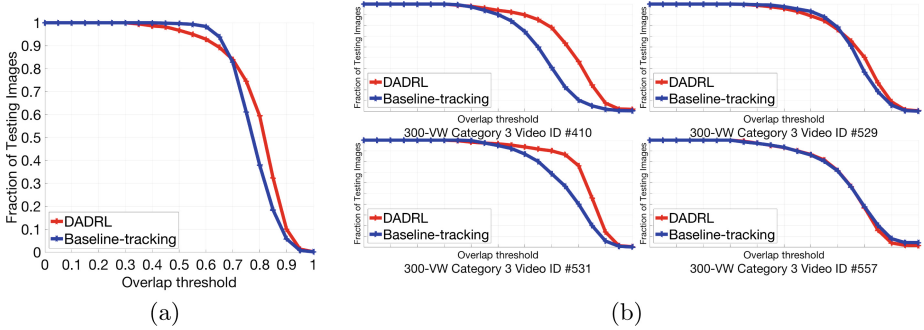 Fraction of Testing Images
1
0.9
0.8
0.7
0.6
0.5
0.4
0.3
0.2
0.1
0
DADRL
Baseline-tracking
0 0.1 0.2 0.3 0.4 0.5 0.6 0.7 0.8 0.9 1
Overlap threshold
(a)
Fraction of Testing Images
DADRL
Baseline-tracking
Overlap threshold
300-VW Category 3 Video ID #410
Fraction of Testing Images
DADRL
Baseline-tracking
Overlap threshold
300-VW Category 3 Video ID #529
Fraction of Testing Images
DADRL
Baseline-tracking
Overlap threshold
300-VW Category 3 Video ID #531
Fraction of Testing Images
DADRL
Baseline-tracking
Overlap threshold
300-VW Category 3 Video ID #557
(b)